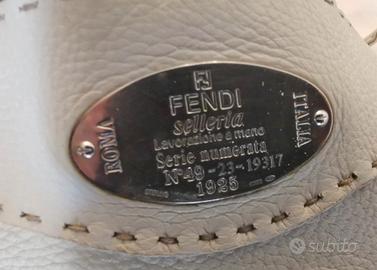 FENDI
selleria
Lavorazione a mano
Serie numerata
N°49-23-19317
1925
ROMA
ITALIA
subito